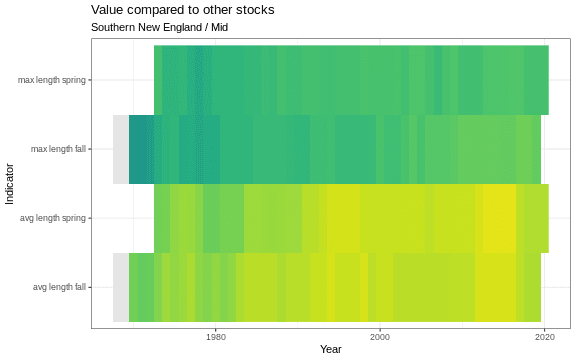 Value compared to other stocks
Southern New England / Mid
max length spring
max length fall
avg length spring
avg length fall
Indicator
1980
2000
2020
Year